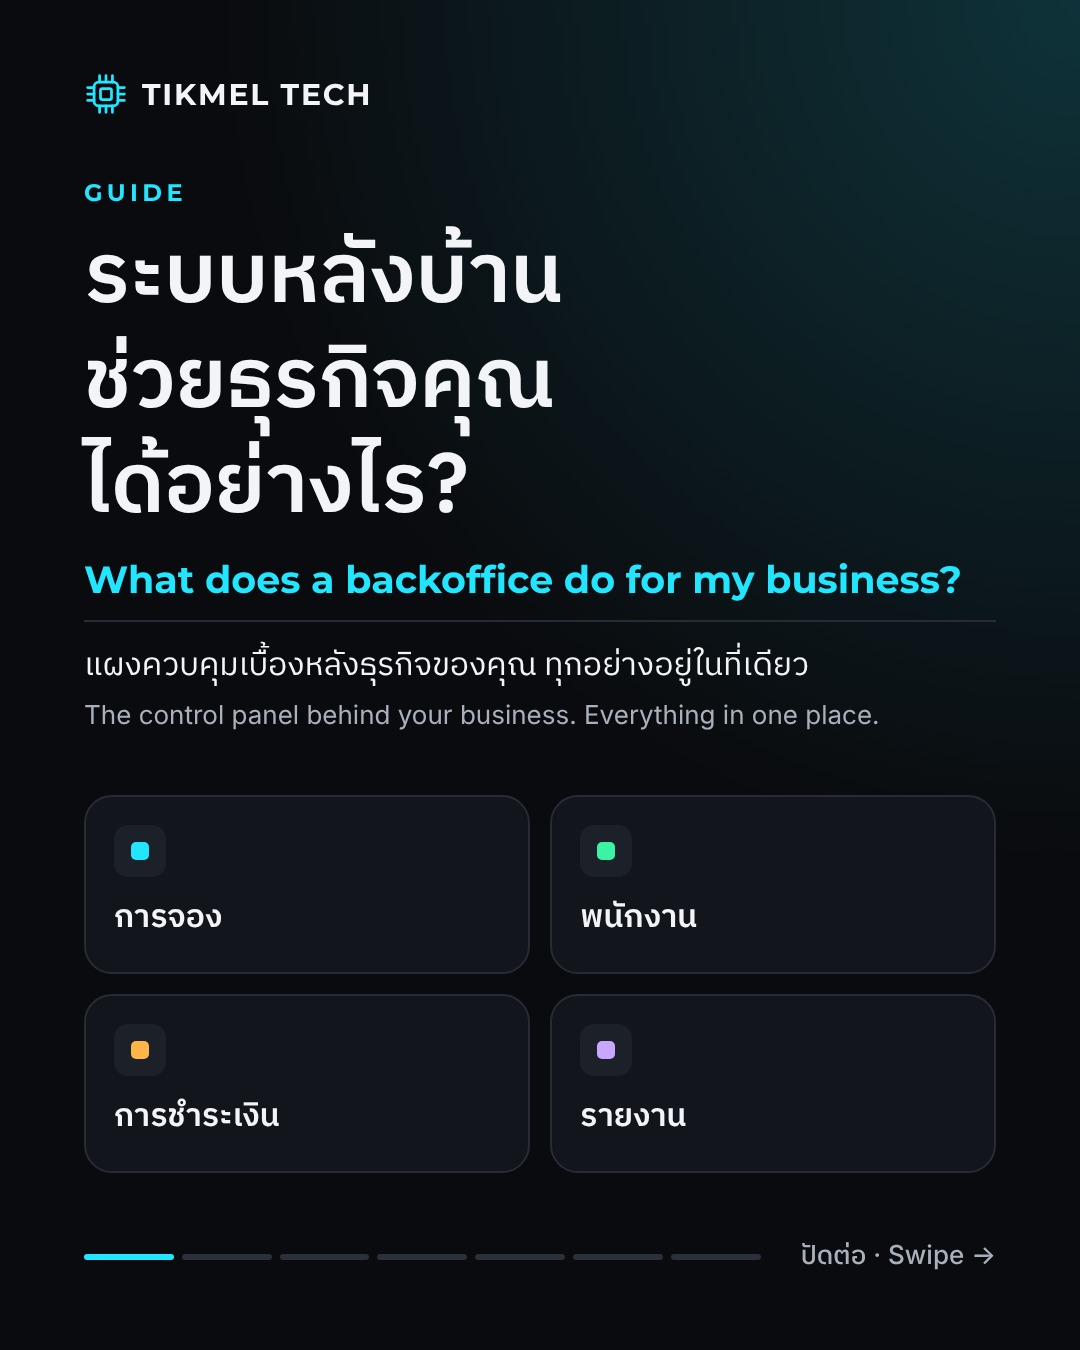 TIKMEL TECH
GUIDE
ระบบหลังบ้าน
ช่วยธุรกิจคุณ
ได้อย่างไร?
What does a backoffice do for my business?
แผงควบคุมเบื้องหลังธุรกิจของคุณ ทุกอย่างอยู่ในที่เดียว
The control panel behind your business. Everything in one place.
การจอง
พนักงาน
การชำระเงิน
รายงาน
ปัดต่อ · Swipe →